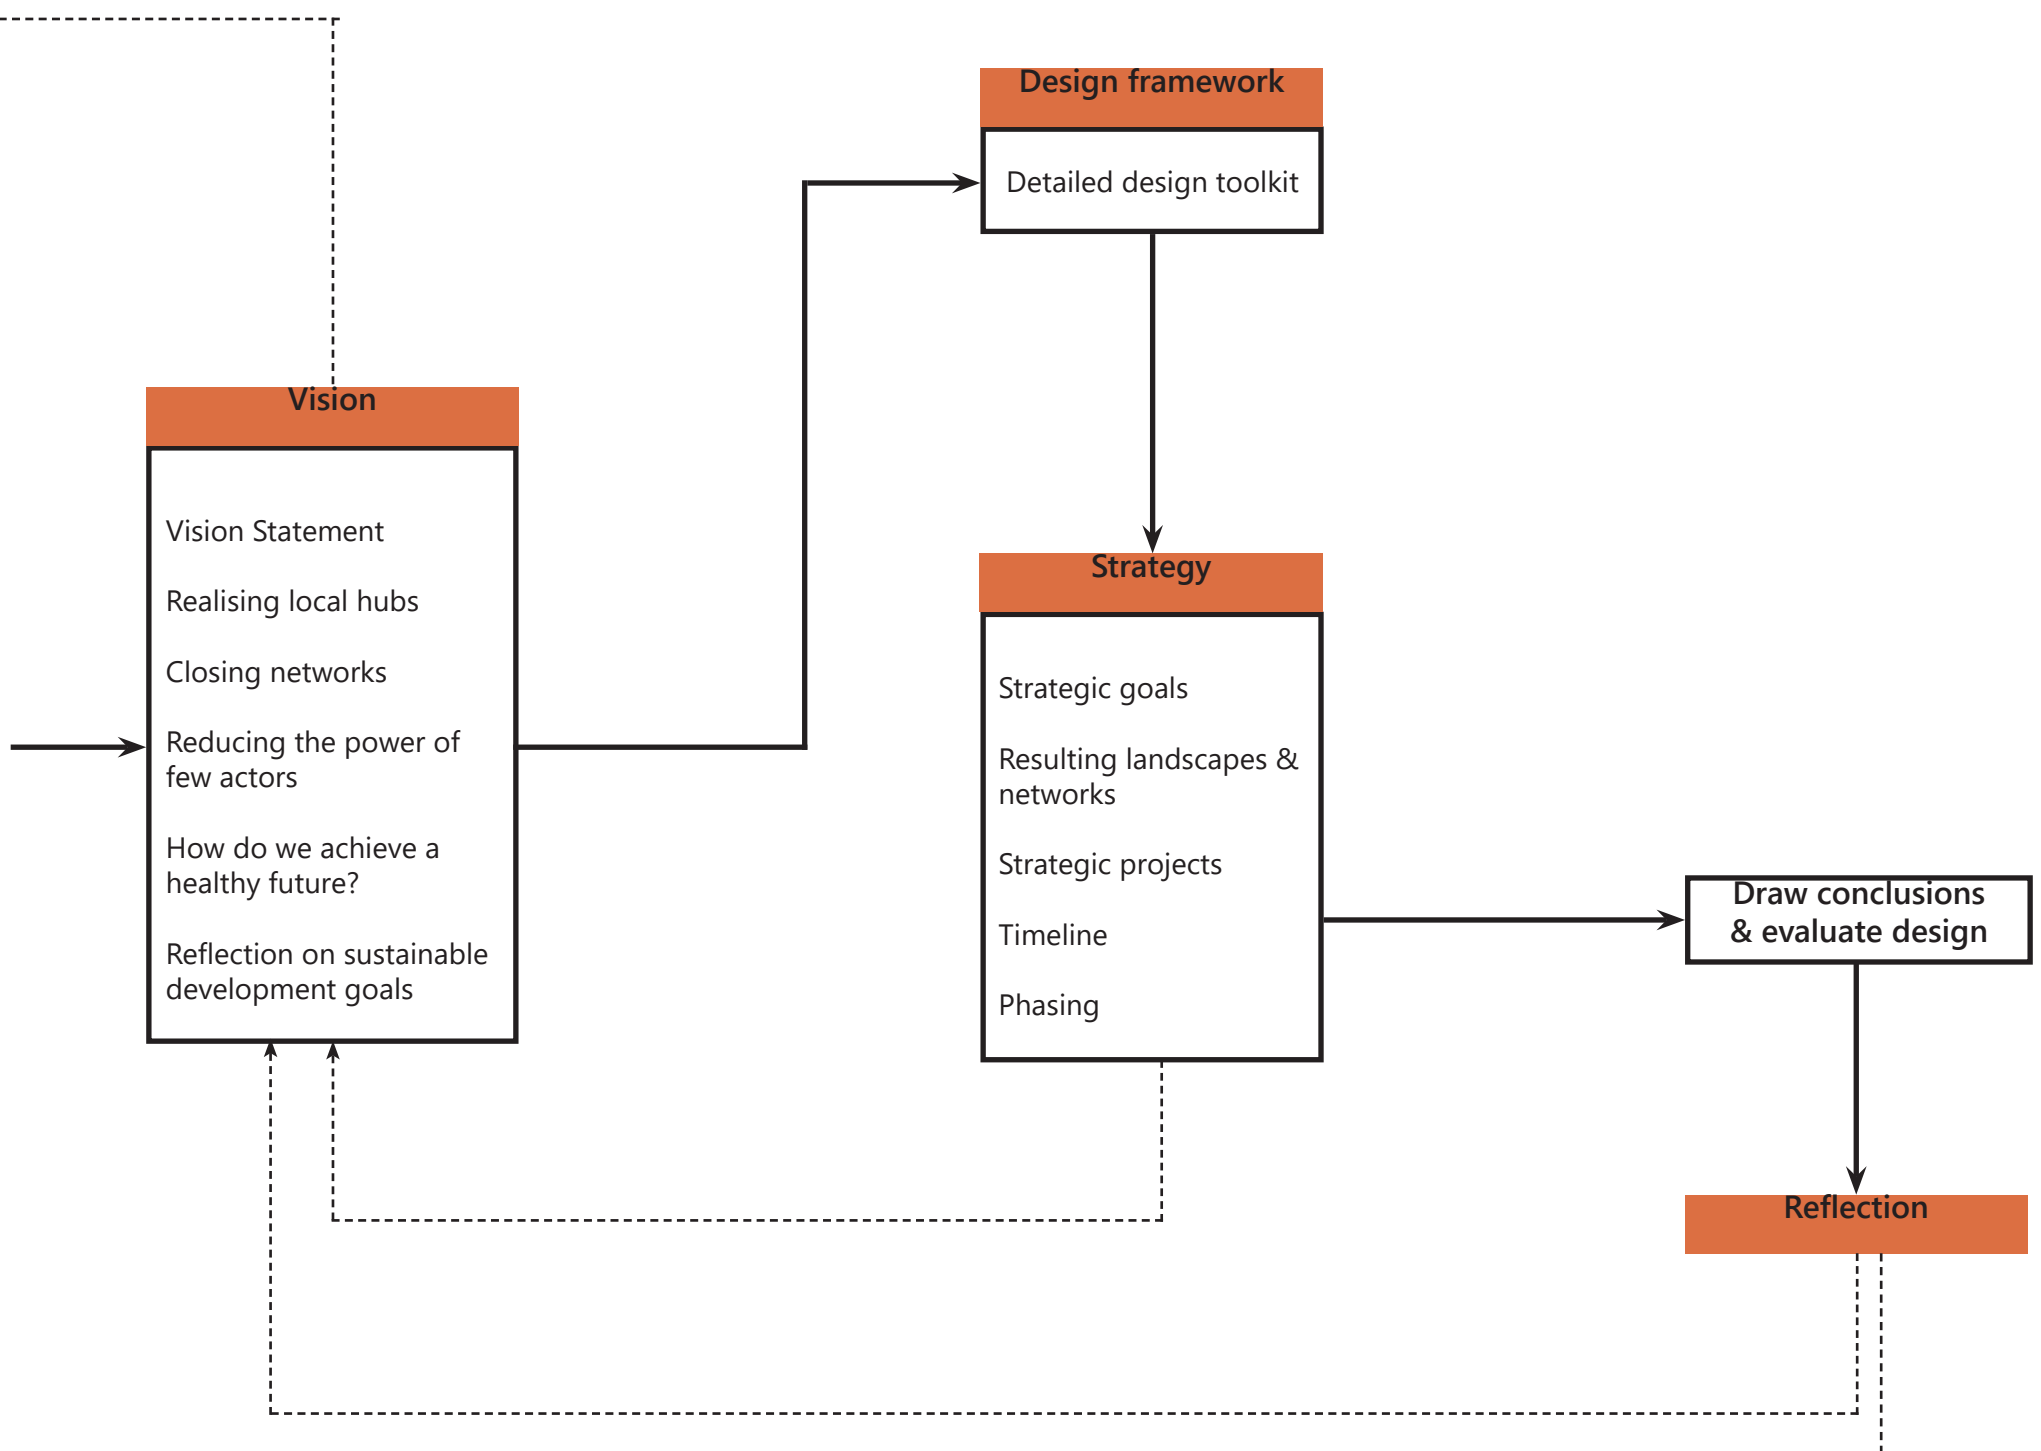 Design framework
Detailed design toolkit
Vision
Vision Statement
Realising local hubs
Closing networks
Reducing the power of
few actors
How do we achieve a
healthy future?
Reflection on sustainable
development goals
Strategy
Strategic goals
Resulting landscapes &
networks
Strategic projects
Timeline
Phasing
Draw conclusions
& evaluate design
Reflection